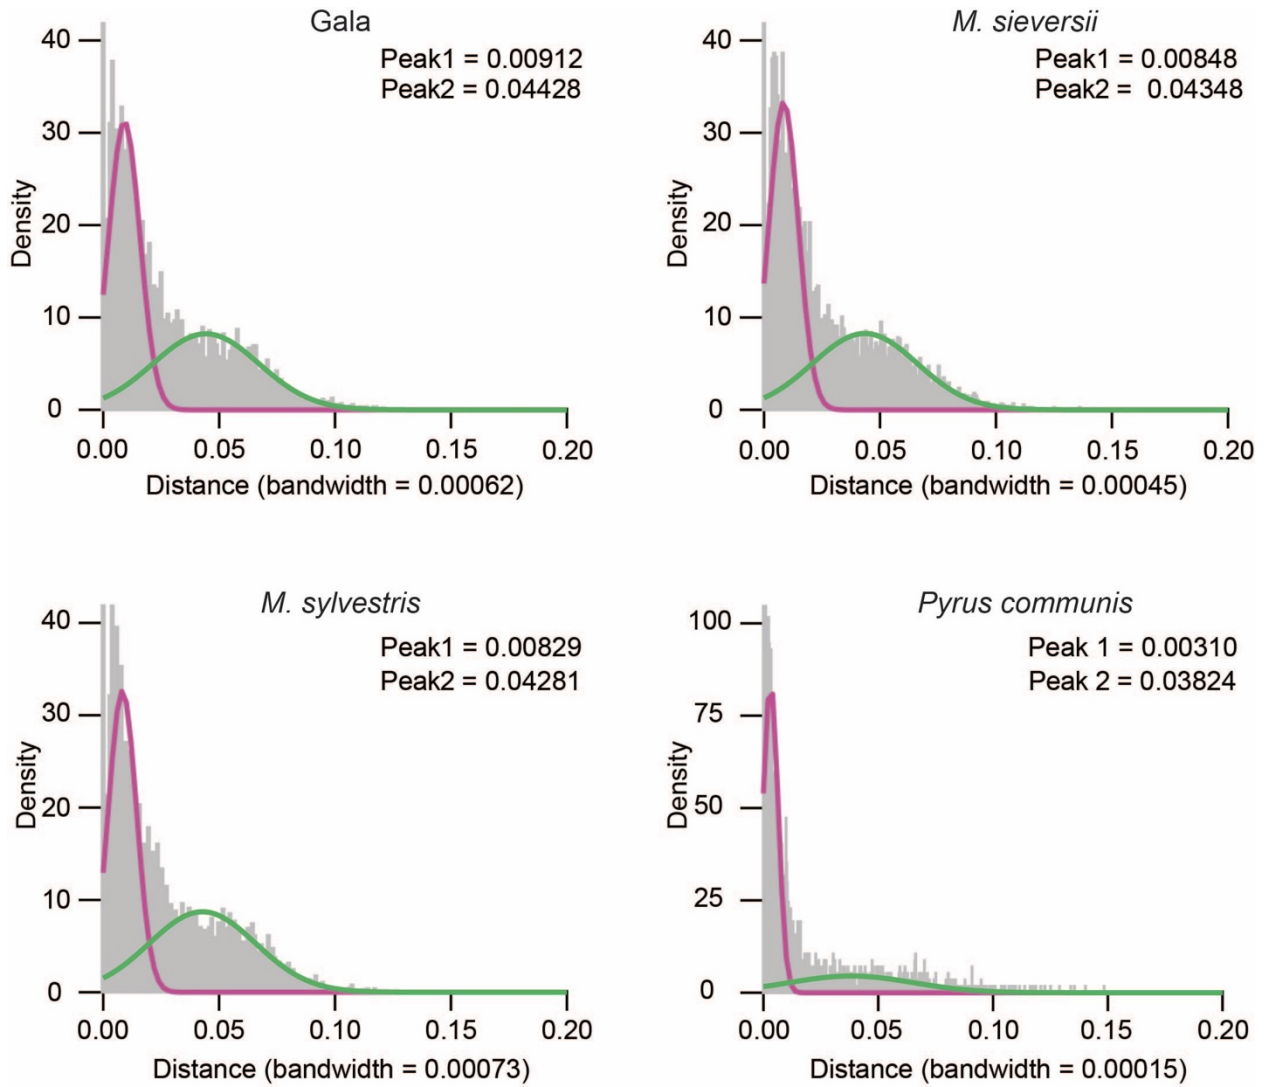 Gala
Peak1 = 0.00912
Peak2 = 0.04428
40
30
20
10
0
Density
0.00 0.05 0.10 0.15 0.20
Distance (bandwidth = 0.00062)
M. sieversii
Peak1 = 0.00848
Peak2 = 0.04348
40
30
20
10
0
Density
0.00 0.05 0.10 0.15 0.20
Distance (bandwidth = 0.00045)
M. sylvestris
Peak1 = 0.00829
Peak2 = 0.04281
40
30
20
10
0
Density
0.00 0.05 0.10 0.15 0.20
Distance (bandwidth = 0.00073)
Pyrus communis
Peak 1 = 0.00310
Peak 2 = 0.03824
100
75
50
25
0
Density
0.00 0.05 0.10 0.15 0.20
Distance (bandwidth = 0.00015)